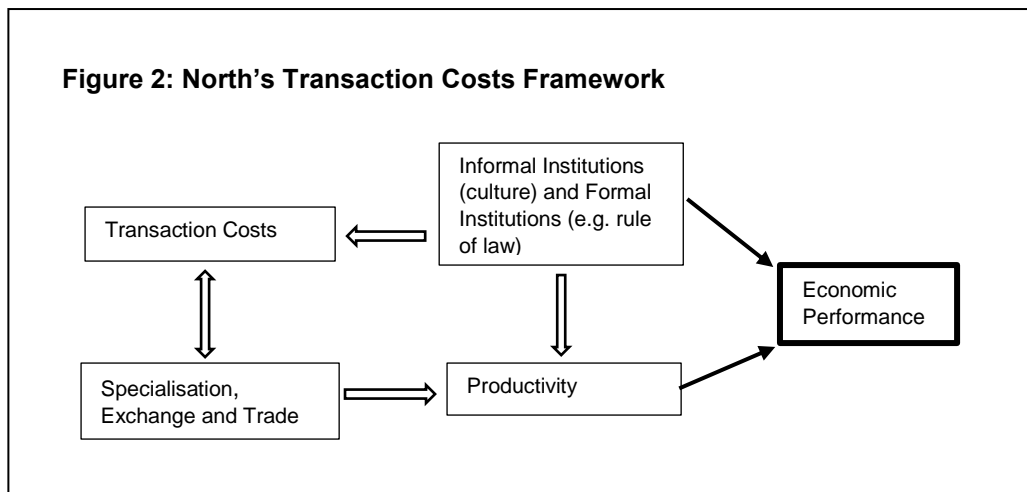 Figure 2: North’s Transaction Costs Framework
Informal Institutions
(culture) and Formal
Institutions (e.g. rule
of law)
Transaction Costs
Economic
Performance
Specialisation,
Exchange and Trade
Productivity